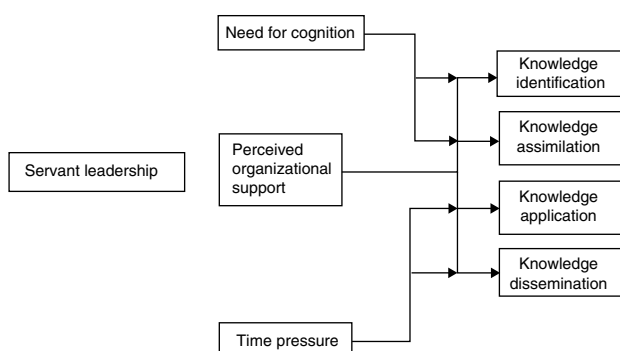 Need for cognition
Knowledge
identification
Knowledge
assimilation
Perceived
organizational
support
Servant leadership
Knowledge
application
Knowledge
dissemination
Time pressure